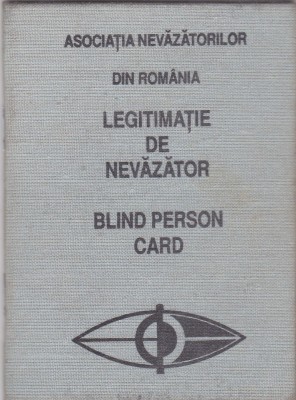 ASOCIAȚIA NEVĂZĂTORILOR
DIN ROMÂNIA
LEGITIMAȚIE
DE
NEVĂZĂTOR
BLIND PERSON
CARD